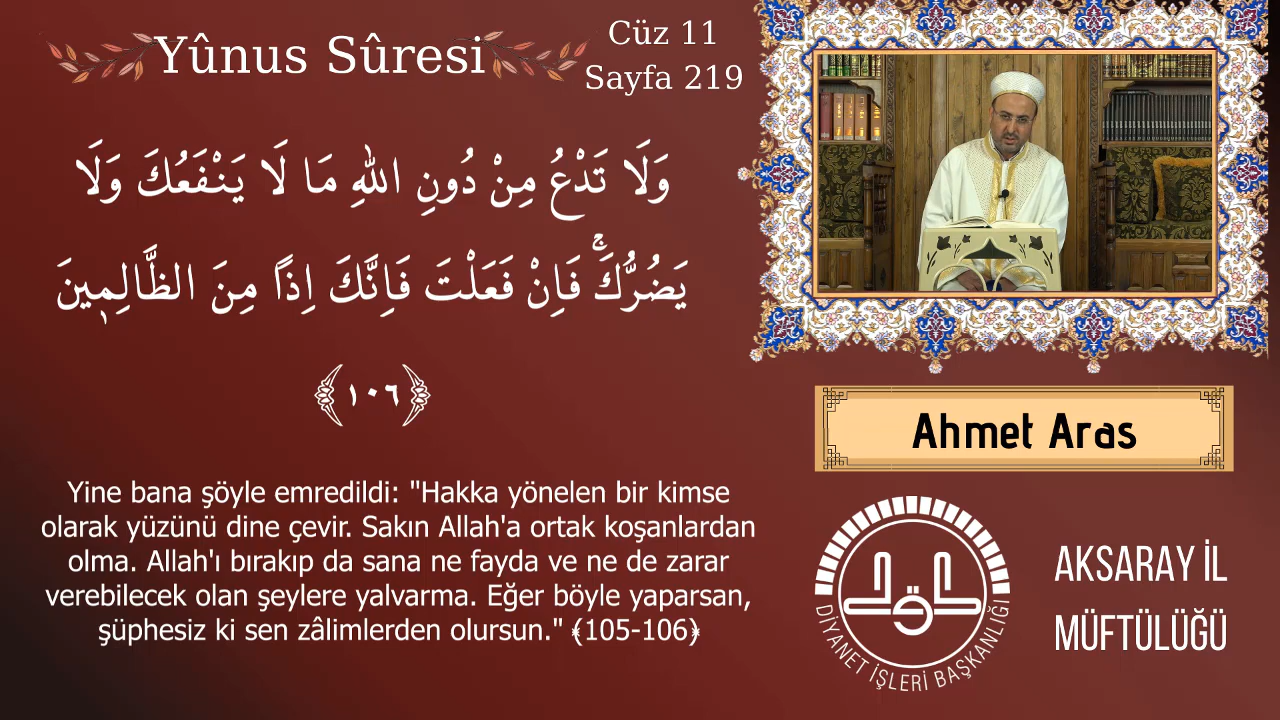 Yûnus Sûresi
Cüz 11
Sayfa 219
وَلَا تَدْعُ مِنْ دُونِ اللّٰهِ مَا لَا يَنْفَعُكَ وَلَا
يَضُرُّكَۚ فَاِنْ فَعَلْتَ فَاِنَّكَ اِذاً مِنَ الظَّالِم۪ينَ
﴿١٠٦﴾
Yine bana şöyle emredildi: "Hakka yönelen bir kimse
olarak yüzünü dine çevir. Sakın Allah'a ortak koşanlardan
olma. Allah'ı bırakıp da sana ne fayda ve ne de zarar
verebilecek olan şeylere yalvarma. Eğer böyle yaparsan,
şüphesiz ki sen zâlimlerden olursun." ﴾105-106﴿
Ahmet Aras
DİYANET İŞLERİ BAŞKANLIĞI
AKSARAY İL
MÜFTÜLÜĞÜ